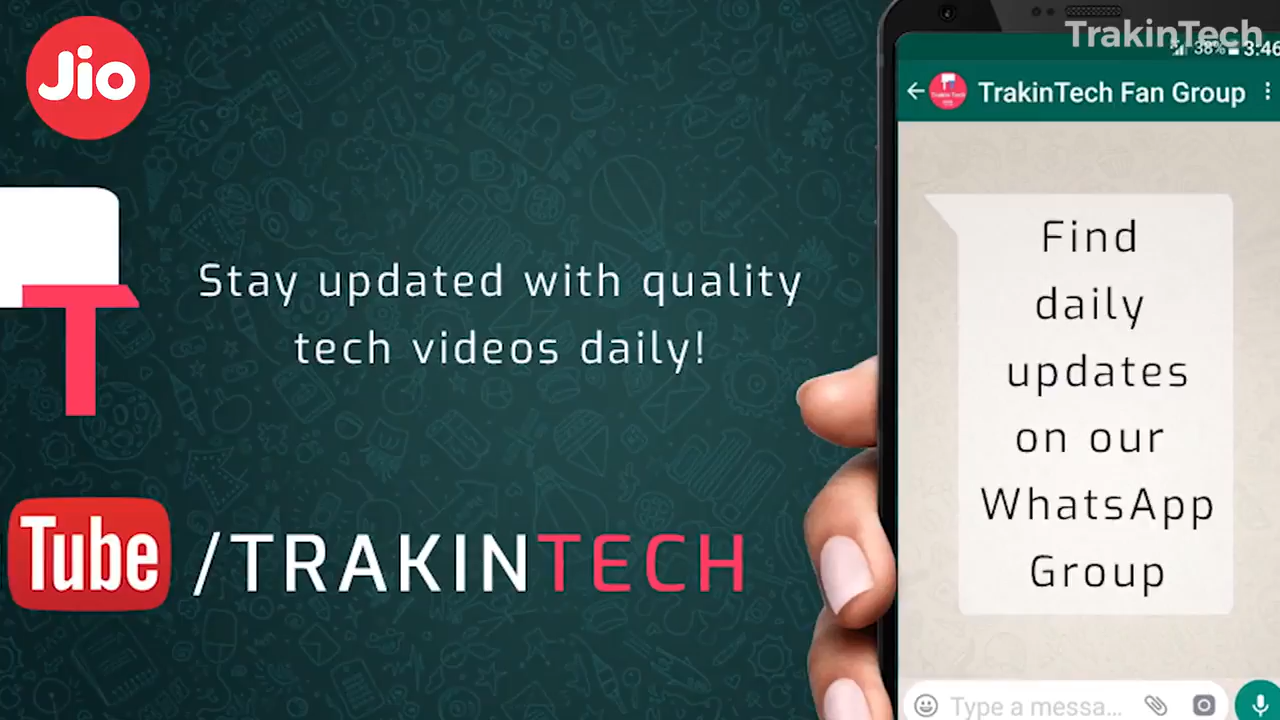 Jio
T
Stay updated with quality
tech videos daily!
Tube /TRAKINTECH
TrakinTech
38% 3:46
TrakinTech Fan Group
Find
daily
updates
on our
WhatsApp
Group
Type a messa...